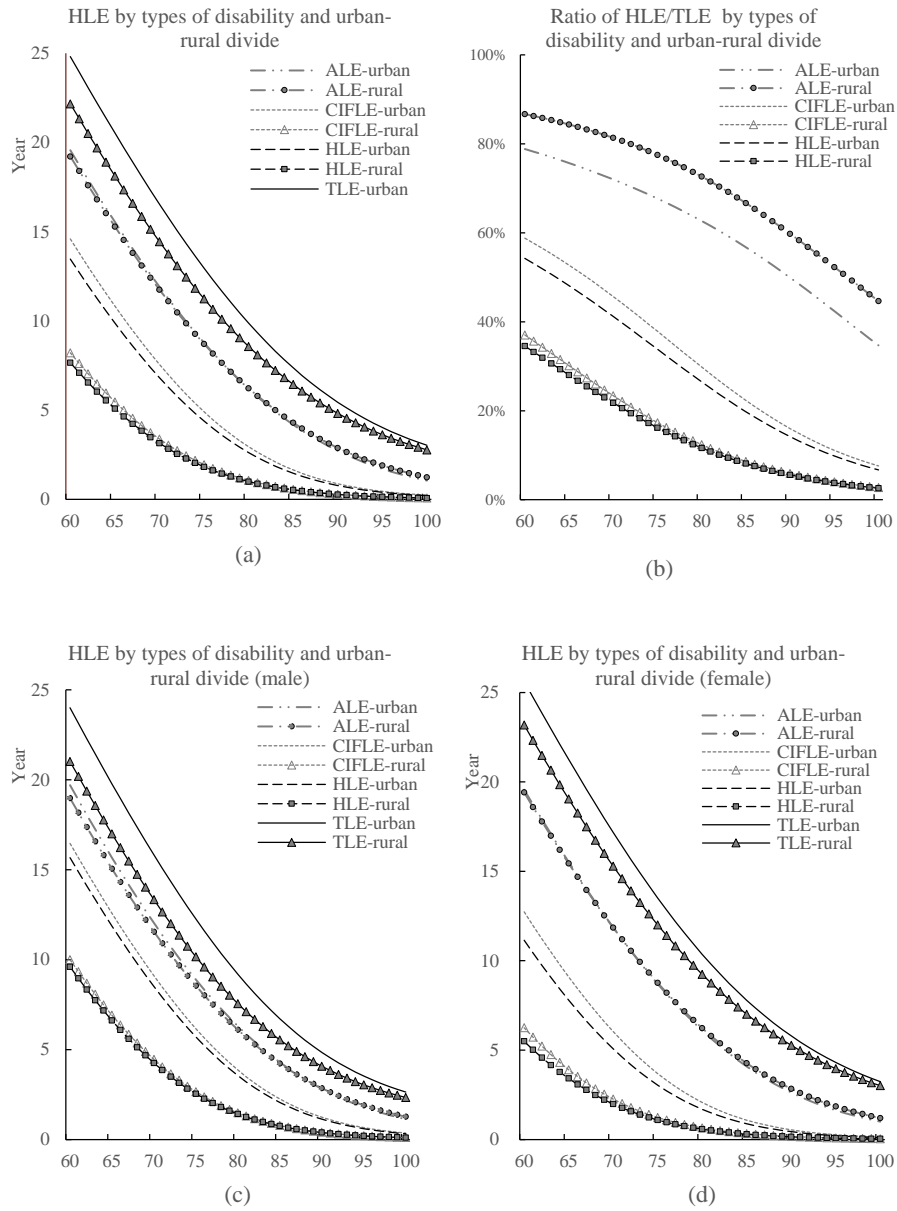 HLE by types of disability and urban-
rural divide
25
20
15
10
5
0
Year
ALE-urban
ALE-rural
CIFLE-urban
CIFLE-rural
HLE-urban
HLE-rural
TLE-urban
60 65 70 75 80 85 90 95 100
(a)
Ratio of HLE/TLE by types of
disability and urban-rural divide
100%
80%
60%
40%
20%
0%
ALE-urban
ALE-rural
CIFLE-urban
CIFLE-rural
HLE-urban
HLE-rural
60 65 70 75 80 85 90 95 100
(b)
HLE by types of disability and urban-
rural divide (male)
25
20
15
10
5
0
Year
ALE-urban
ALE-rural
CIFLE-urban
CIFLE-rural
HLE-urban
HLE-rural
TLE-urban
TLE-rural
60 65 70 75 80 85 90 95 100
(c)
HLE by types of disability and urban-
rural divide (female)
25
20
15
10
5
0
Year
ALE-urban
ALE-rural
CIFLE-urban
CIFLE-rural
HLE-urban
HLE-rural
TLE-urban
TLE-rural
60 65 70 75 80 85 90 95 100
(d)